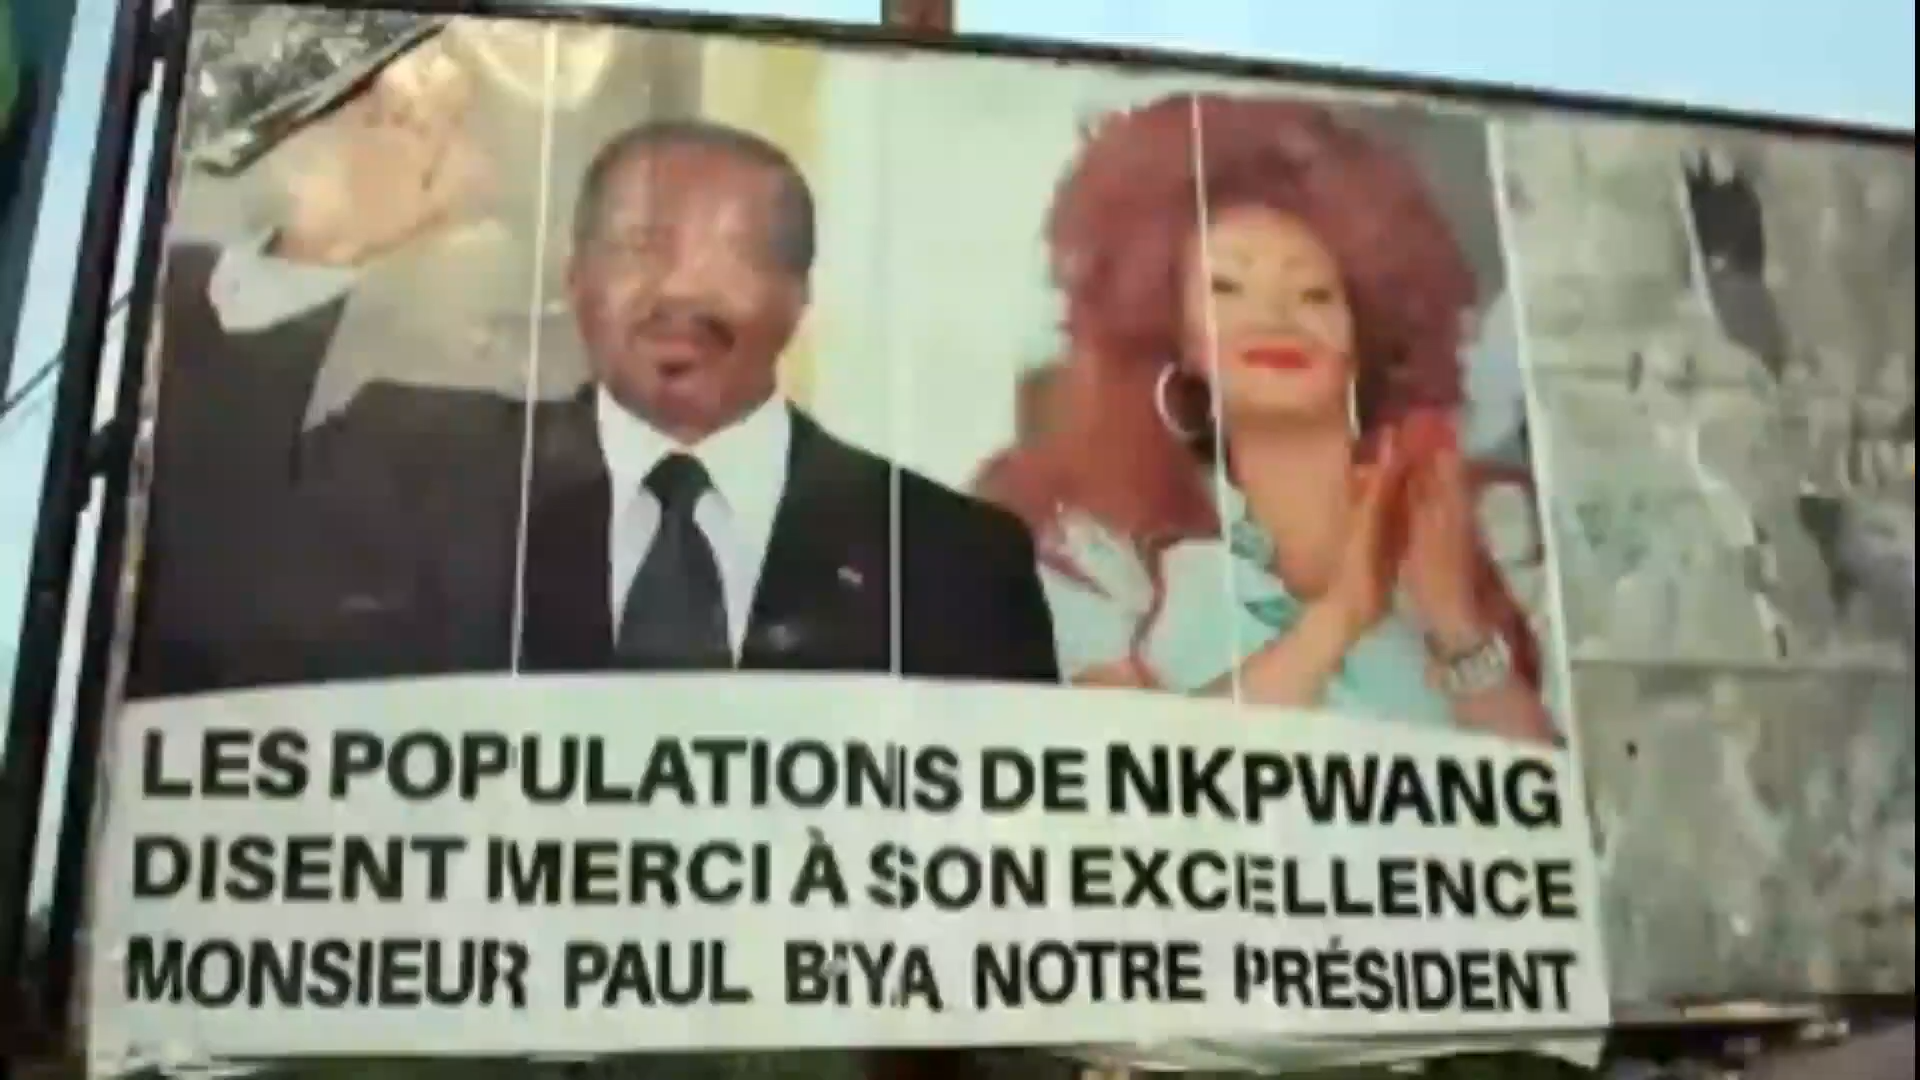 LES POPULATIONS DE NKPWANG
DISENT MERCI À SON EXCELLENCE
MONSIEUR PAUL BIYA NOTRE PRÉSIDENT